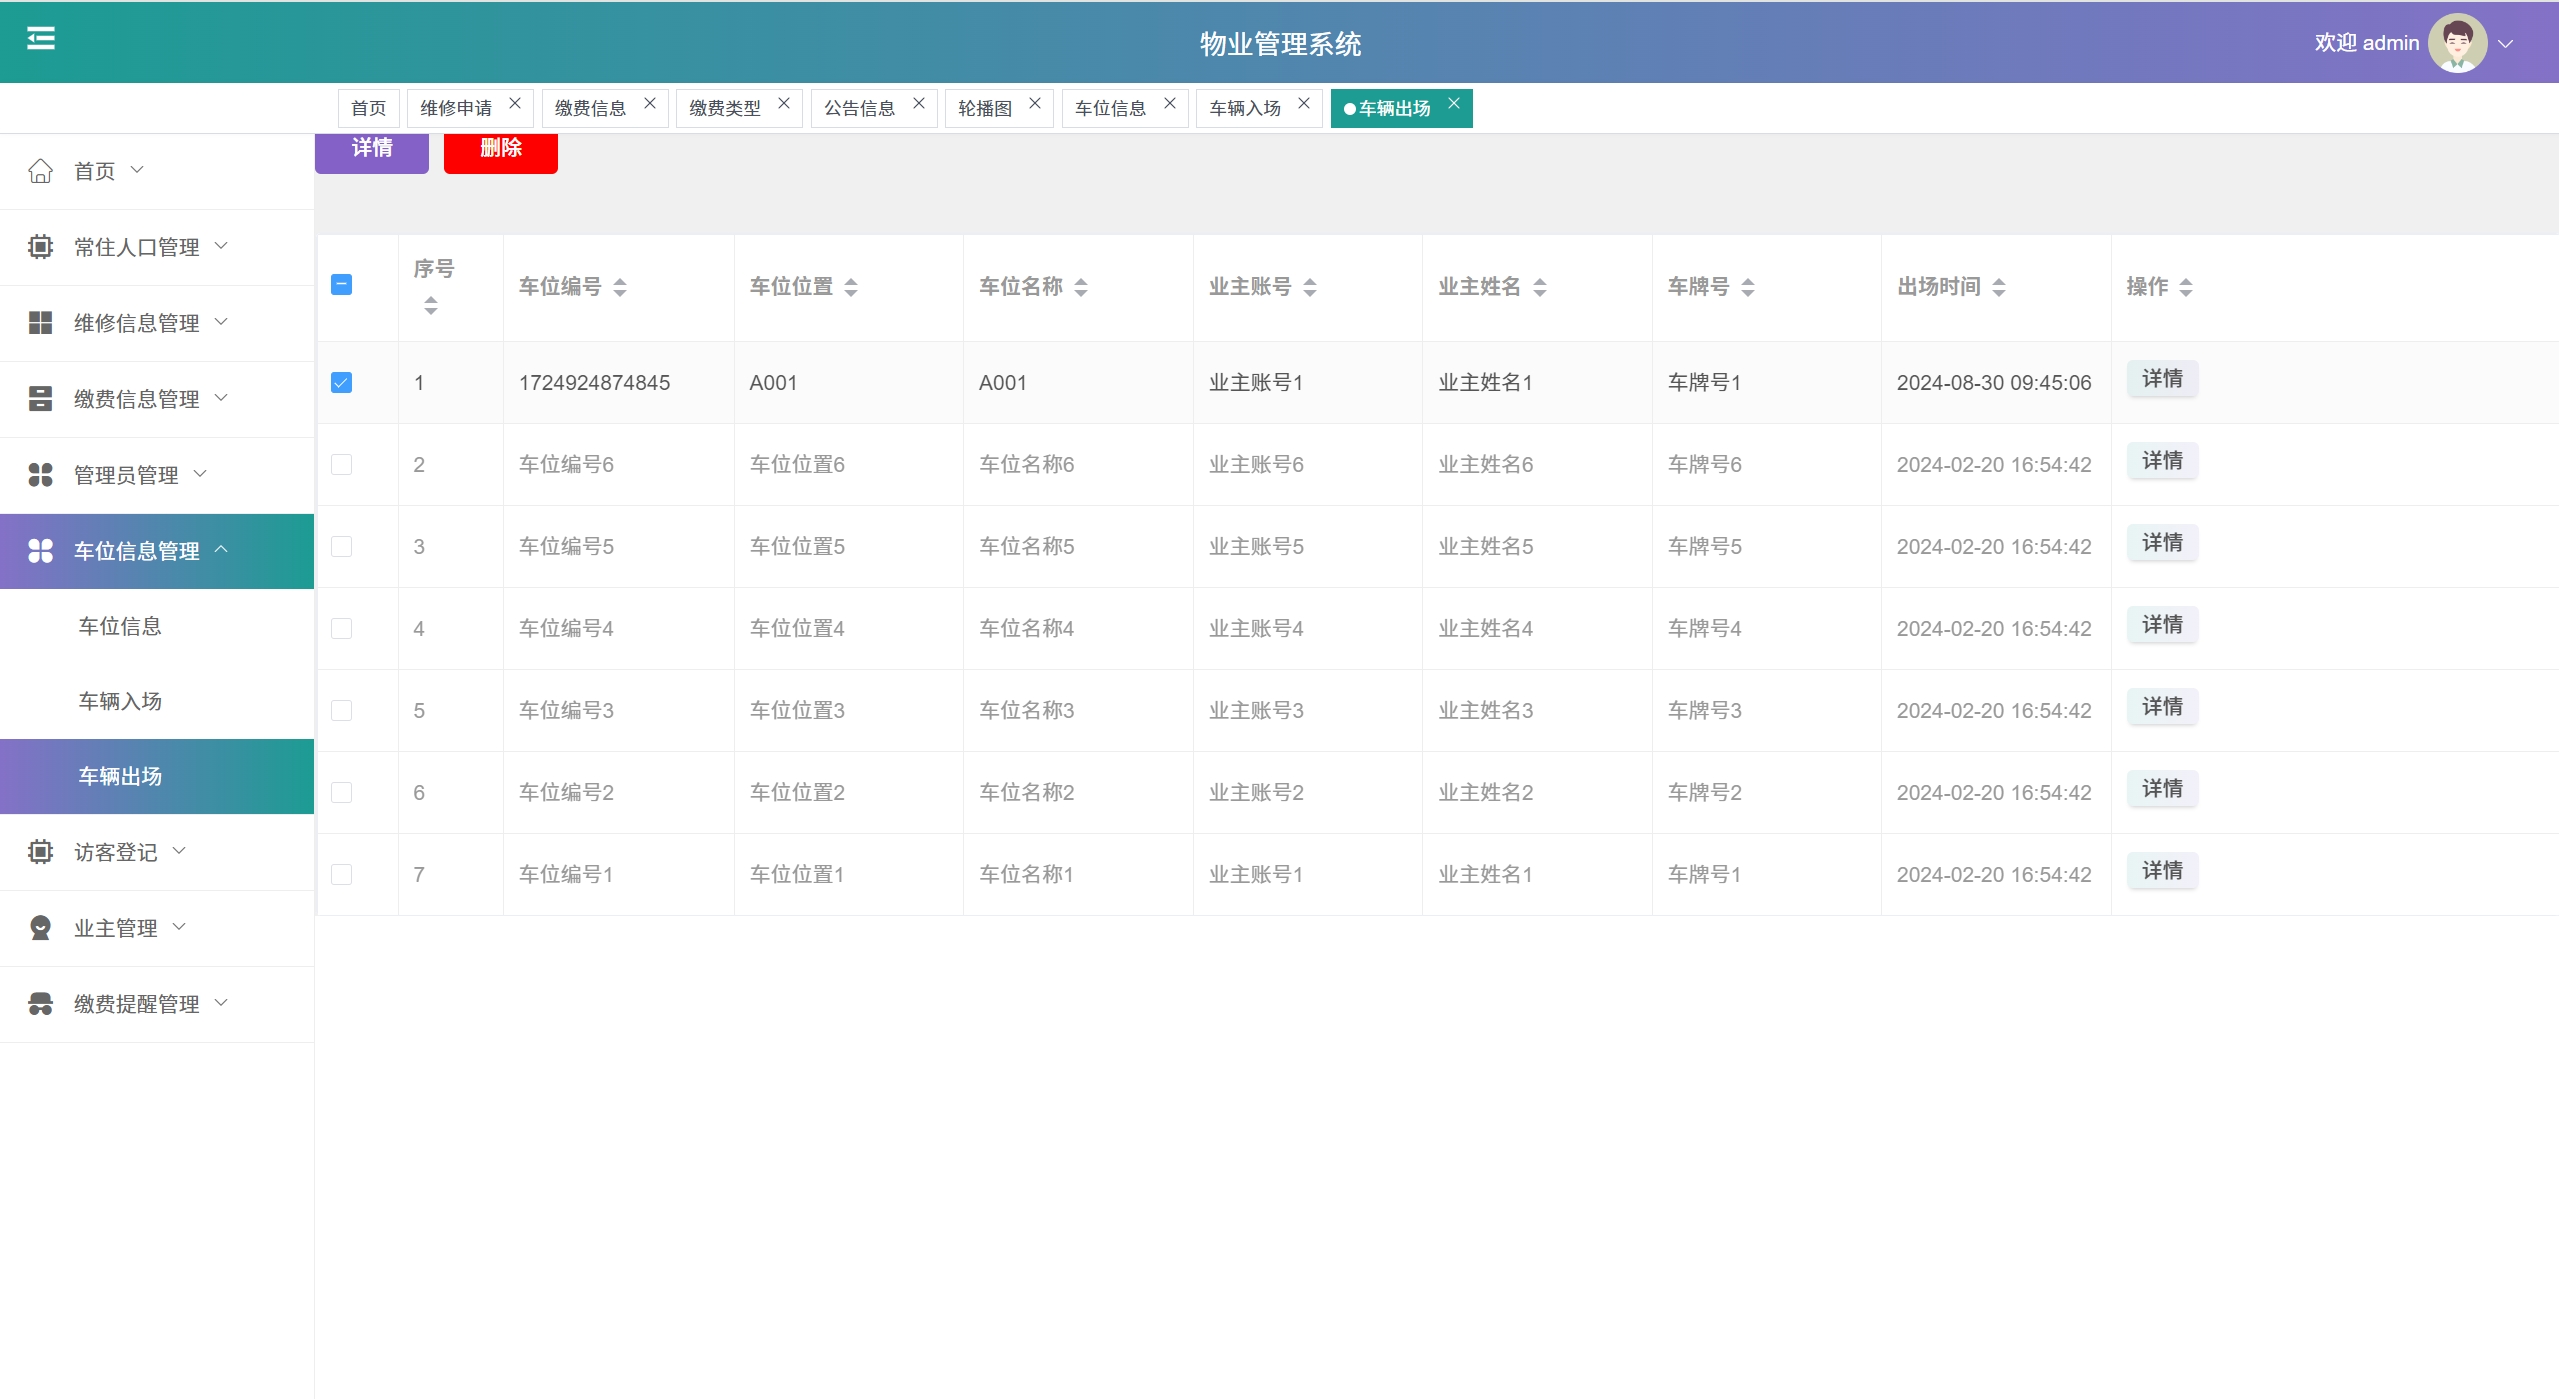 物业管理系统
欢迎 admin
首页 维修申请 缴费信息 缴费类型 公告信息 轮播图 车位信息 车辆入场 车辆出场
详情 删除
首页
常住人口管理
维修信息管理
缴费信息管理
管理员管理
车位信息管理
车位信息
车辆入场
车辆出场
访客登记
业主管理
缴费提醒管理
序号 车位编号 车位位置 车位名称 业主账号 业主姓名 车牌号 出场时间 操作
1 1724924874845 A001 A001 业主账号1 业主姓名1 车牌号1 2024-08-30 09:45:06 详情
2 车位编号6 车位位置6 车位名称6 业主账号6 业主姓名6 车牌号6 2024-02-20 16:54:42 详情
3 车位编号5 车位位置5 车位名称5 业主账号5 业主姓名5 车牌号5 2024-02-20 16:54:42 详情
4 车位编号4 车位位置4 车位名称4 业主账号4 业主姓名4 车牌号4 2024-02-20 16:54:42 详情
5 车位编号3 车位位置3 车位名称3 业主账号3 业主姓名3 车牌号3 2024-02-20 16:54:42 详情
6 车位编号2 车位位置2 车位名称2 业主账号2 业主姓名2 车牌号2 2024-02-20 16:54:42 详情
7 车位编号1 车位位置1 车位名称1 业主账号1 业主姓名1 车牌号1 2024-02-20 16:54:42 详情